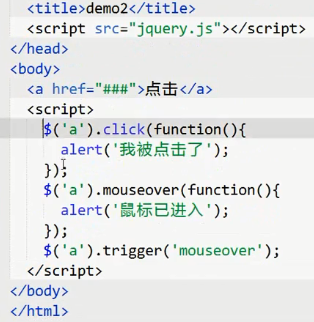 <title>demo2</title>
<script src="jquery.js"></script>
</head>
<body>
<a href="###">点击</a>
<script>
$('a').click(function(){
alert('我被点击了');
});
$('a').mouseover(function(){
alert('鼠标已进入');
});
$('a').trigger('mouseover');
</script>
</body>
</html>